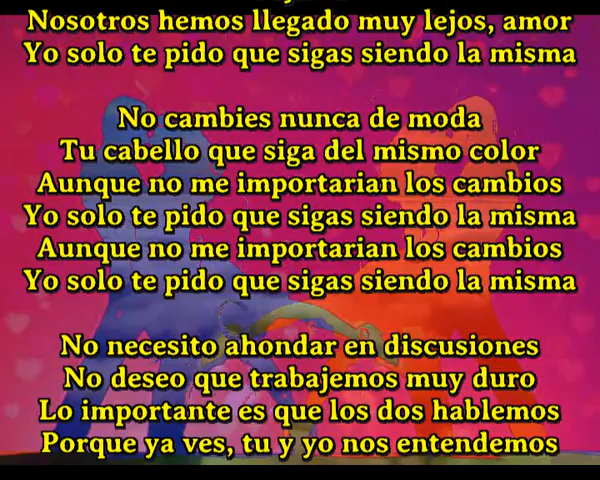 Nosotros hemos llegado muy lejos, amor
Yo solo te pido que sigas siendo la misma
No cambies nunca de moda
Tu cabello que siga del mismo color
Aunque no me importarian los cambios
Yo solo te pido que sigas siendo la misma
Aunque no me importarian los cambios
Yo solo te pido que sigas siendo la misma
No necesito ahondar en discusiones
No deseo que trabajemos muy duro
Lo importante es que los dos hablemos
Porque ya ves, tu y yo nos entendemos